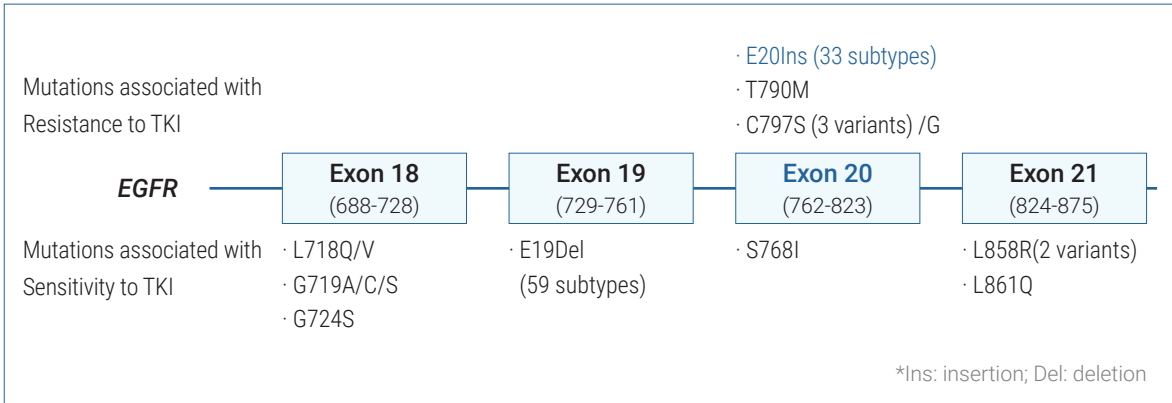 · E20Ins (33 subtypes)
Mutations associated with
Resistance to TKI
· T790M
· C797S (3 variants) /G
EGFR
Exon 18
(688-728)
Exon 19
(729-761)
Exon 20
(762-823)
Exon 21
(824-875)
Mutations associated with
Sensitivity to TKI
· L718Q/V
· G719A/C/S
· G724S
· E19Del
(59 subtypes)
· S768I
· L858R(2 variants)
· L861Q
*Ins: insertion; Del: deletion